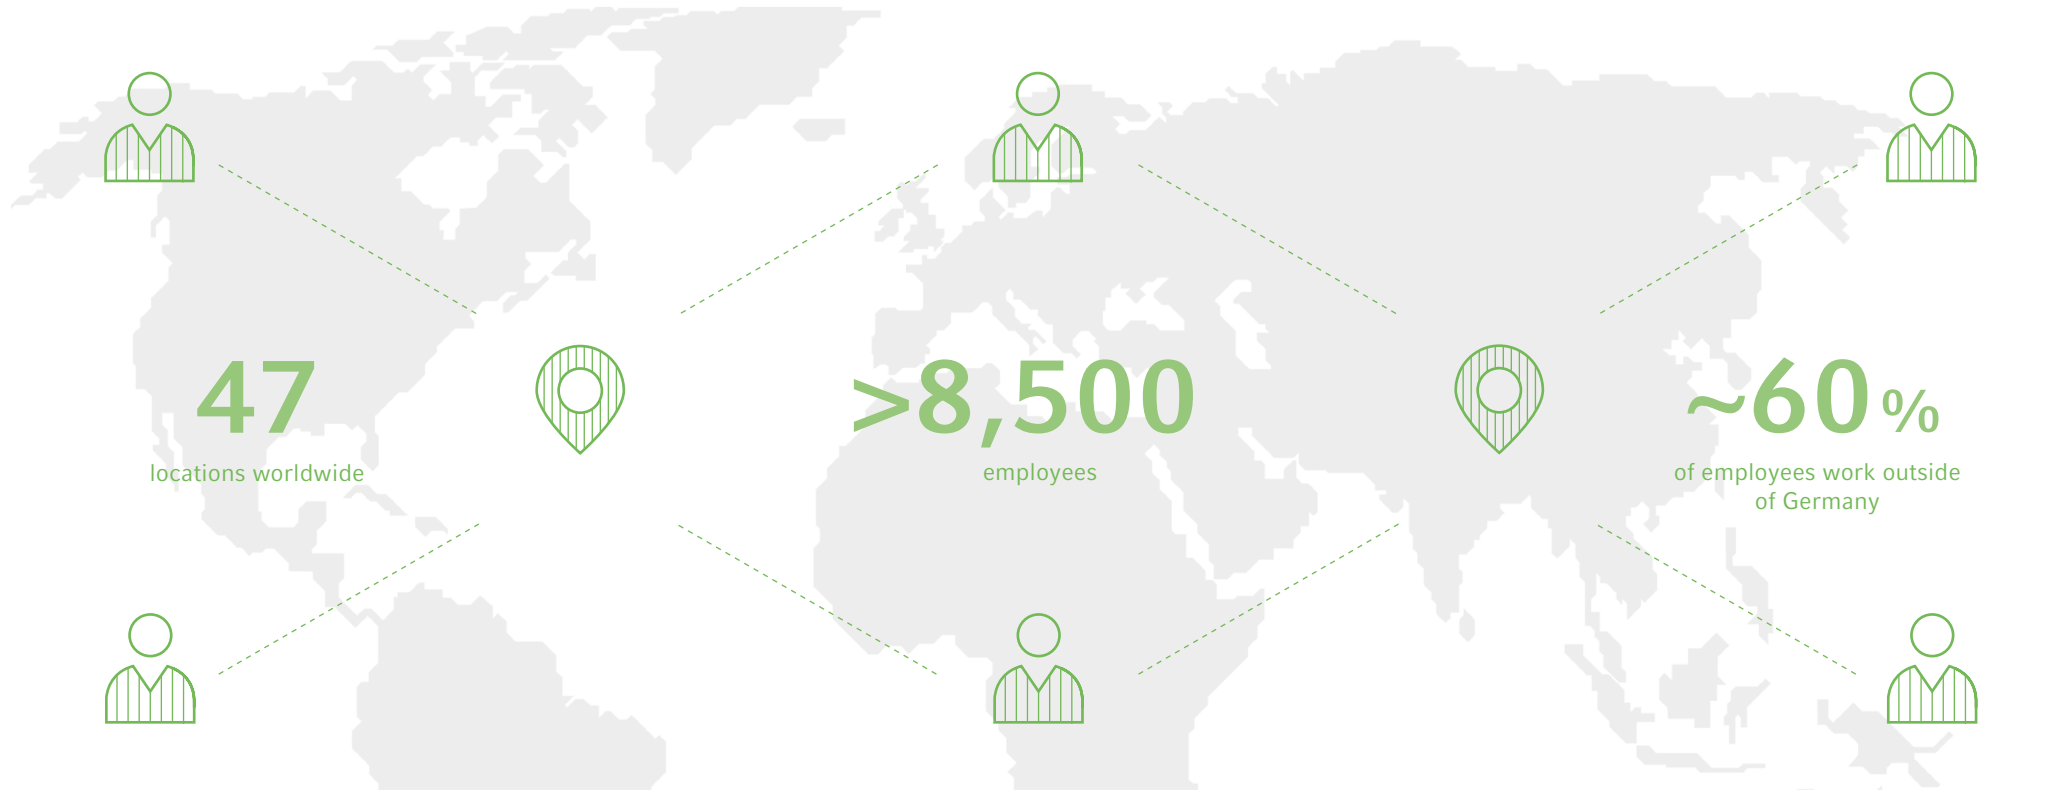 47
locations worldwide
>8,500
employees
~60 %
of employees work outside
of Germany